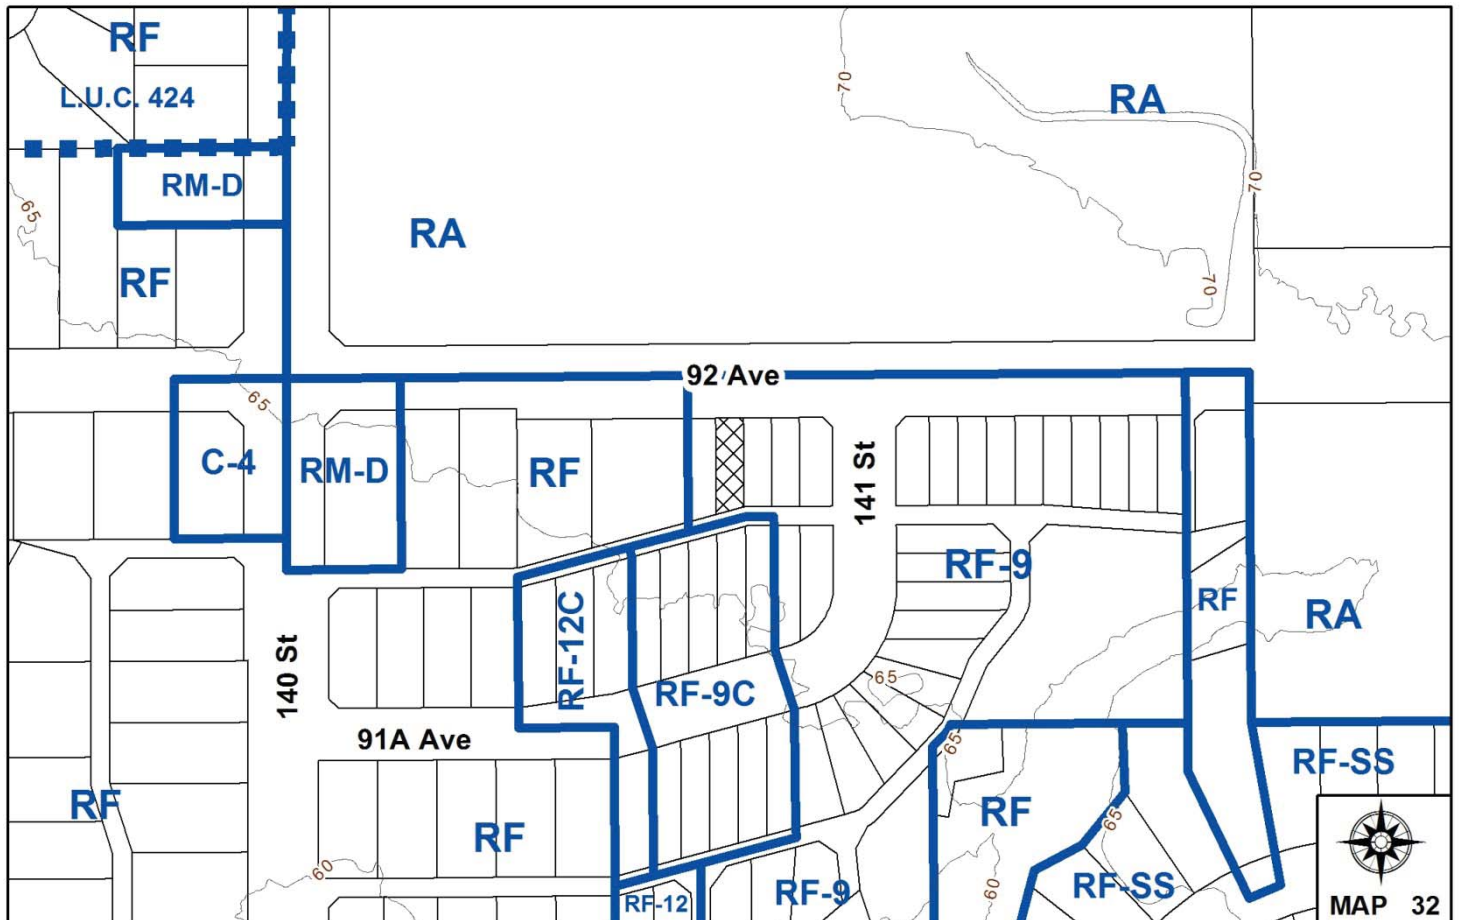 RF
L.U.C. 424
RM-D
65
RF
RA
70
RA
70
70
92 Ave
65
C-4
RM-D
RF
141 St
RF-9
RF
RA
RF-12C
RF-9C
140 St
65
91A Ave
65
RF-SS
RF
RF
RF
65
60
60
RF-SS
RF-12
RF-9
MAP 32